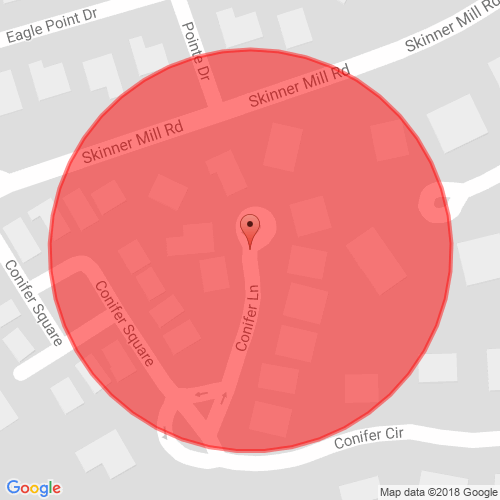 Eagle Point Dr
Pointe Dr
Skinner Mill Rd
Skinner Mill Rd
Skinner Mill Rd
Conifer Square
Conifer Square
Conifer Ln
Conifer Cir
Google
Map data ©2018 Google